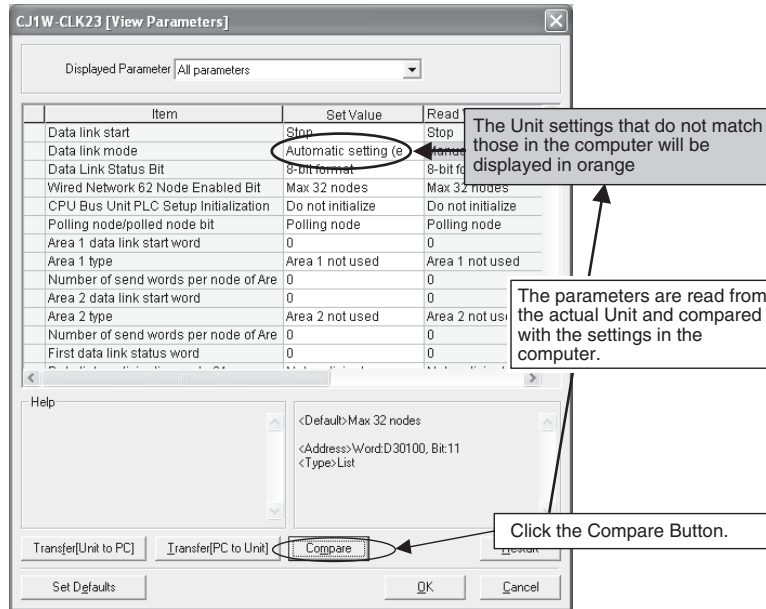 CJ1W-CLK23 [View Parameters]
Displayed Parameter All parameters
Item Set Value Read
Data link start Stop Stop
Data link mode Automatic setting (e
Data Link Status Bit 8-bit format 8-bit fo
Wired Network 62 Node Enabled Bit Max 32 nodes Max 32 nodes
CPU Bus Unit PLC Setup Initialization Do not initialize Do not initialize
Polling node/polled node bit Polling node Polling node
Area 1 data link start word 0 0
Area 1 type Area 1 not used Area 1 not used
Number of send words per node of Are 0 0
Area 2 data link start word 0 0
Area 2 type Area 2 not used Area 2 not us
Number of send words per node of Are 0 0
First data link status word 0 0
The Unit settings that do not match
those in the computer will be
displayed in orange
The parameters are read from
the actual Unit and compared
with the settings in the
computer.
Help
<Default>Max 32 nodes
<Address>Word:D30100, Bit:11
<Type>List
Click the Compare Button.
Transfer[Unit to PC] Transfer[PC to Unit] Compare Restart
Set Defaults OK Cancel